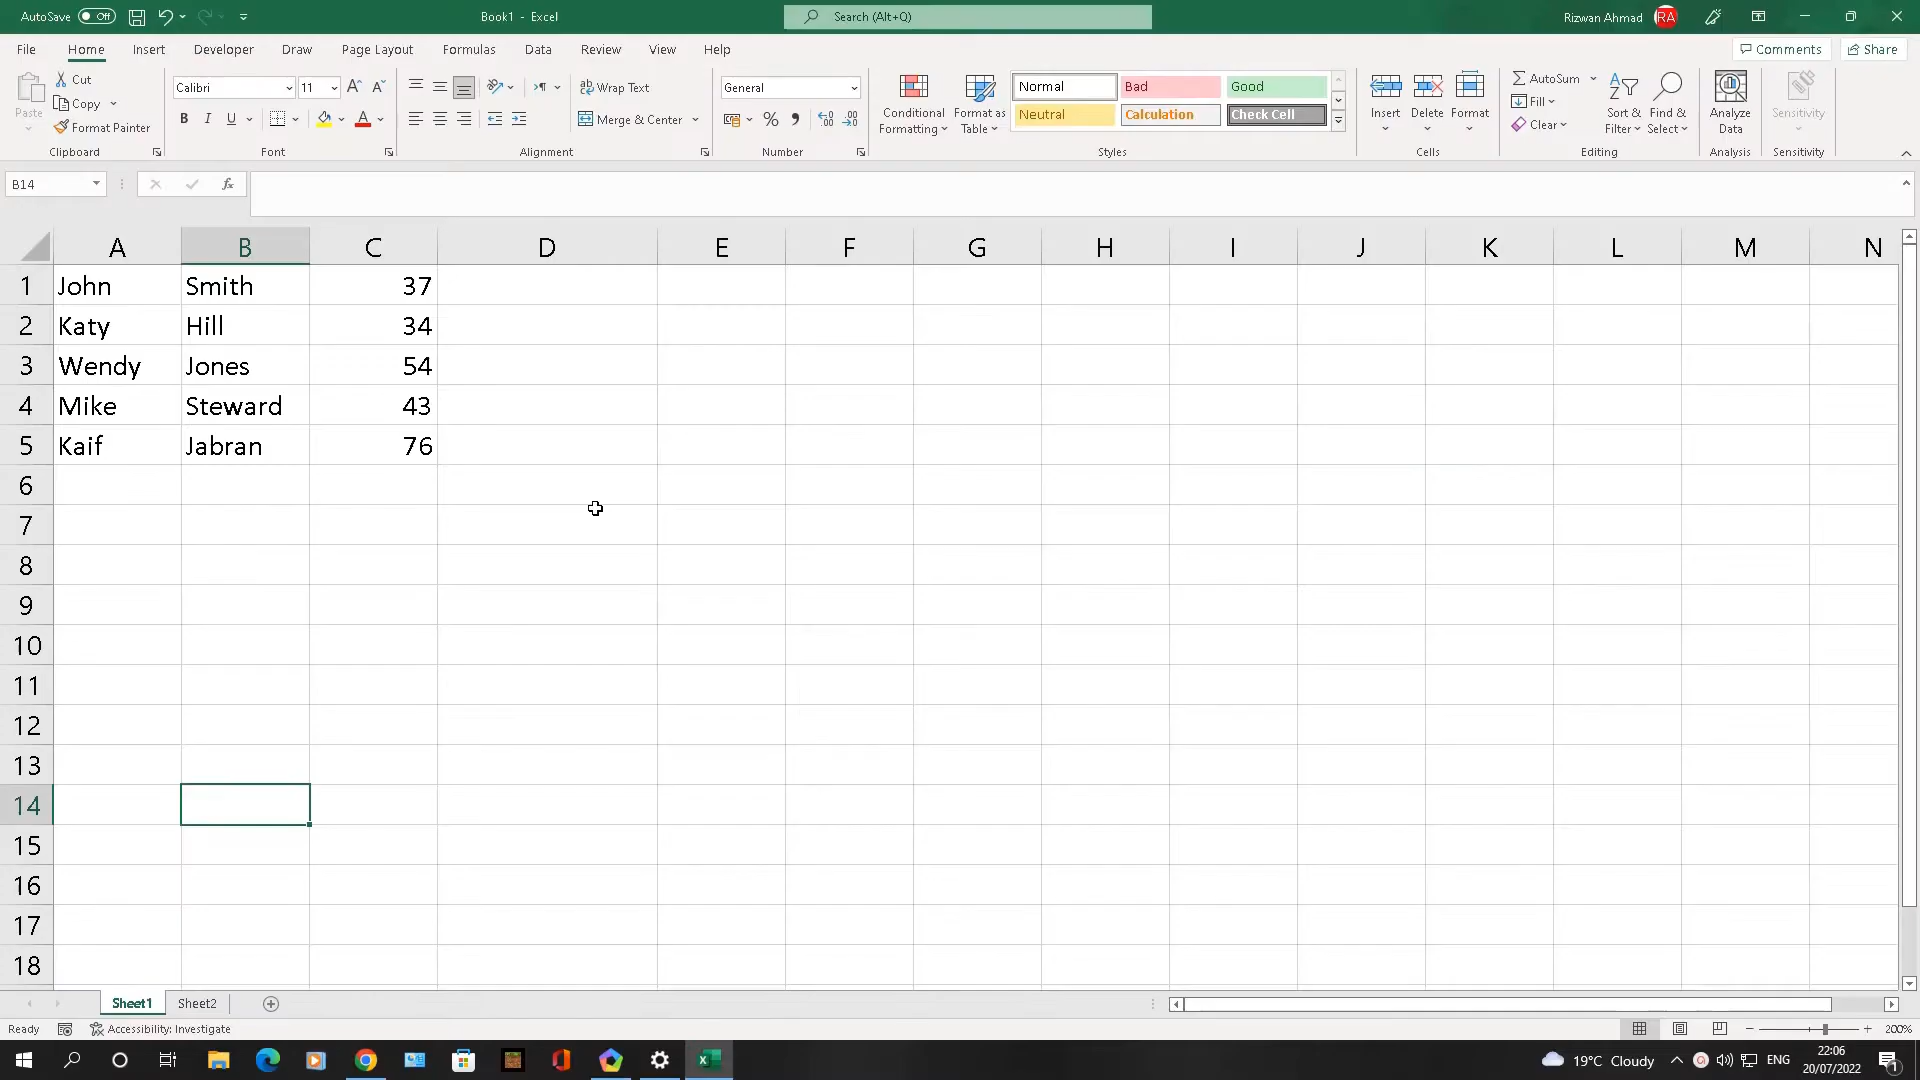 AutoSave Off Book1 - Excel Search (Alt+Q) Rizwan Ahmad RA
File Home Insert Developer Draw Page Layout Formulas Data Review View Help Comments Share
Paste Cut Copy Format Painter
Calibri 11
B I U A A A
ab Wrap Text
Merge & Center
General
% 9
Conditional Formatting
Format as Table
Normal Bad Good
Neutral Calculation Check Cell
Insert Delete Format
AutoSum
Fill
Clear
Sort & Filter
Find & Select
Analyze Data
Sensitivity
Clipboard Font Alignment Number Styles Cells Editing Analysis Sensitivity
B14 fx
A B C D E F G H I J K L M N
1 John Smith 37
2 Katy Hill 34
3 Wendy Jones 54
4 Mike Steward 43
5 Kaif Jabran 76
6
7
8
9
10
11
12
13
14
15
16
17
18
Sheet1 Sheet2
Ready Accessibility: Investigate 200%
19°C Cloudy ENG 22:06
20/07/2022 1